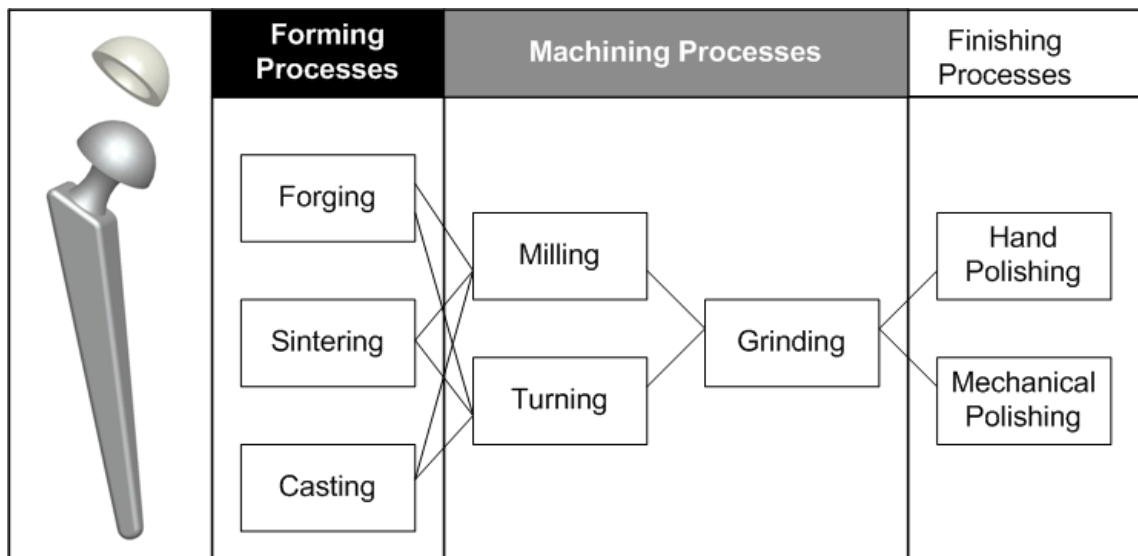 Forming
Processes
Machining Processes
Finishing
Processes
Forging
Sintering
Casting
Milling
Turning
Grinding
Hand
Polishing
Mechanical
Polishing